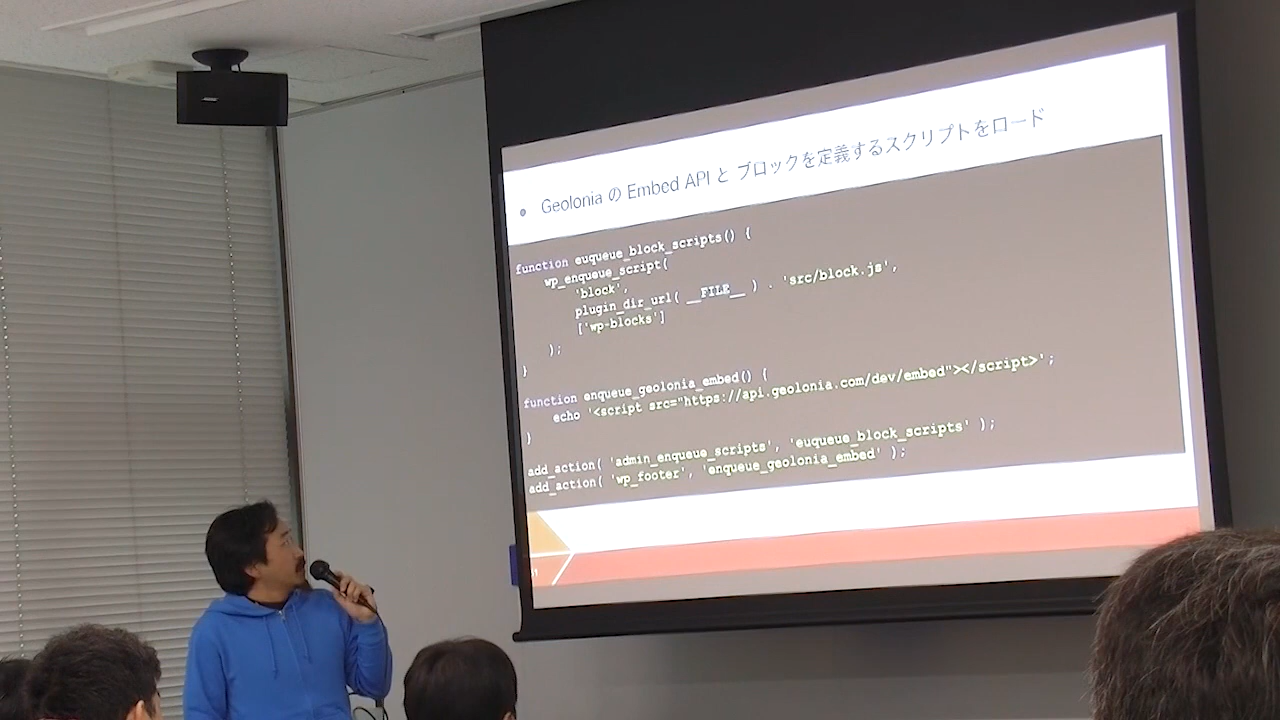 • Geolonia の Embed API と ブロックを定義するスクリプトをロード
function euqueue_block_scripts() {
    wp_enqueue_script(
        'block',
        plugin_dir_url( __FILE__ ) . 'src/block.js',
        ['wp-blocks']
    );
}
function enqueue_geolonia_embed() {
    echo '<script src="https://api.geolonia.com/dev/embed"></script>';
}
add_action( 'admin_enqueue_scripts', 'euqueue_block_scripts' );
add_action( 'wp_footer', 'enqueue_geolonia_embed' );